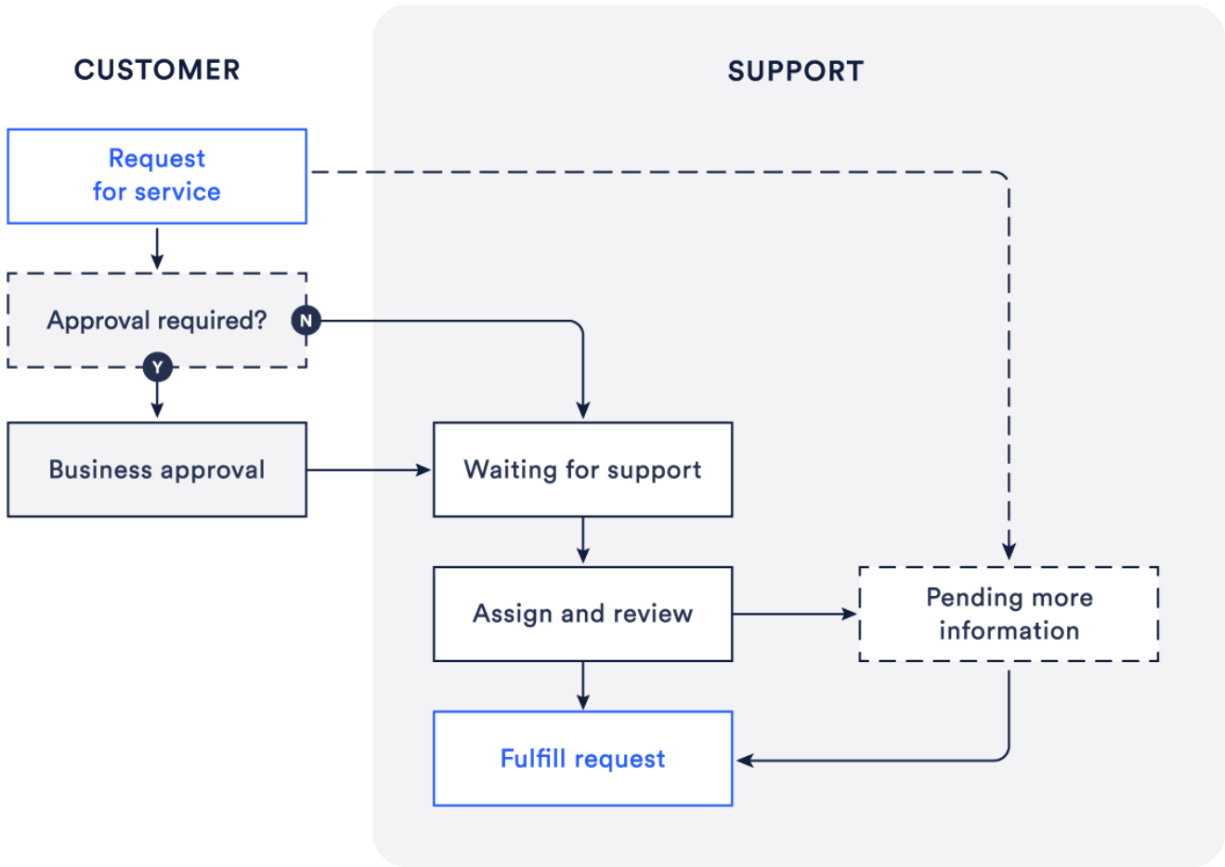 CUSTOMER
SUPPORT
Request
for service
Approval required?
N
Y
Business approval
Waiting for support
Assign and review
Pending more
information
Fulfill request